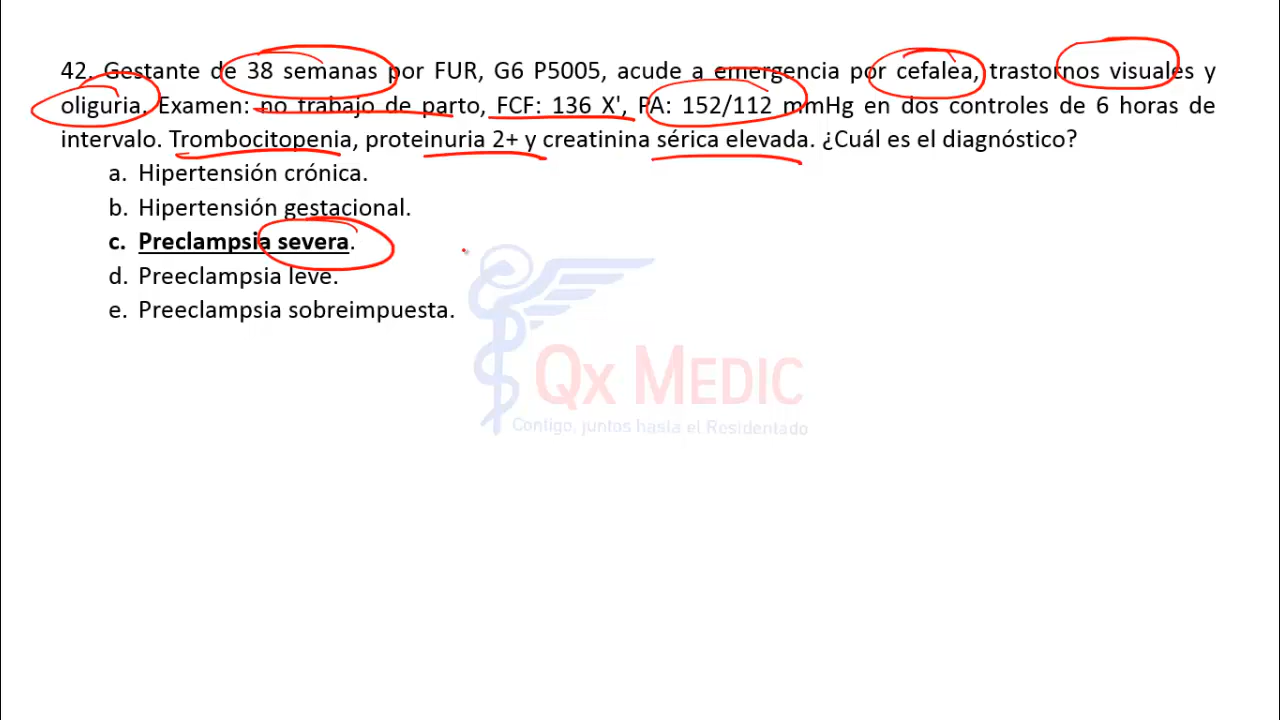 42. Gestante de 38 semanas por FUR, G6 P5005, acude a emergencia por cefalea, trastornos visuales y
oliguria. Examen: no trabajo de parto, FCF: 136 X', PA: 152/112 mmHg en dos controles de 6 horas de
intervalo. Trombocitopenia, proteinuria 2+ y creatinina sérica elevada. ¿Cuál es el diagnóstico?
a. Hipertensión crónica.
b. Hipertensión gestacional.
c. Preclampsia severa.
d. Preeclampsia leve.
e. Preeclampsia sobreimpuesta.
Qx MEDIC
Contigo, juntos hasta el Residentado